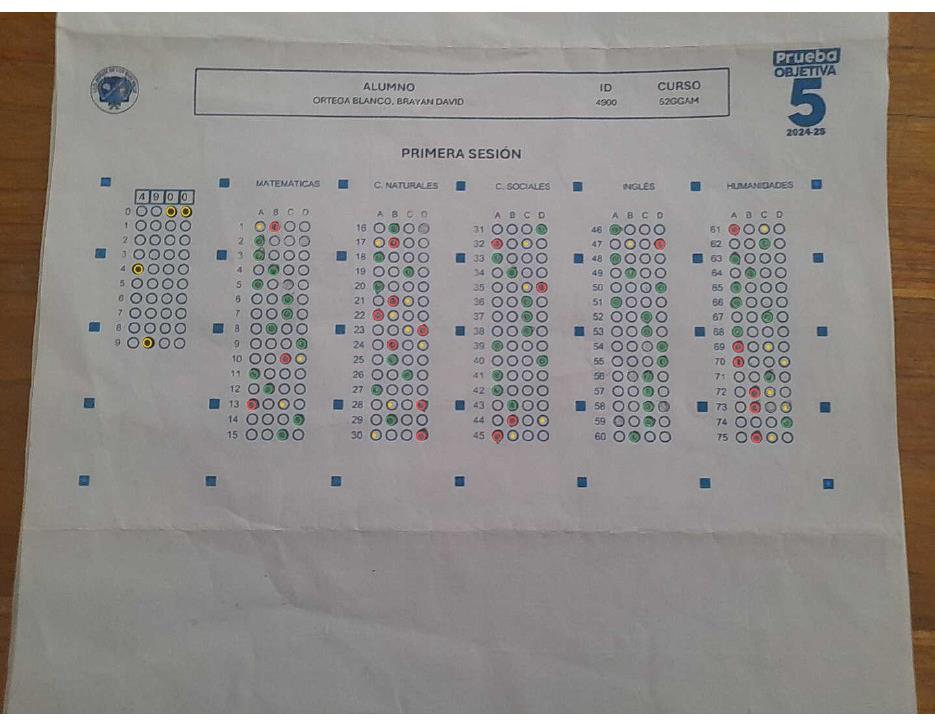 Prueba
OBJETIVA
5
2024-25
ALUMNO ID CURSO
ORTEGA BLANCO, BRAYAN DAVID 4900 52GGAM
PRIMERA SESIÓN
MATEMÁTICAS C. NATURALES C. SOCIALES INGLÉS HUMANIDADES
4 9 0 0
A B C D A B C D A B C D A B C D A B C D
0
1
2
3
4
5
6
7
8
9
1 16 31 46 61
2 17 32 47 62
3 18 33 48 63
4 19 34 49 64
5 20 35 50 65
6 21 36 51 66
7 22 37 52 67
8 23 38 53 68
9 24 39 54 69
10 25 40 55 70
11 26 41 56 71
12 27 42 57 72
13 28 43 58 73
14 29 44 59 74
15 30 45 60 75